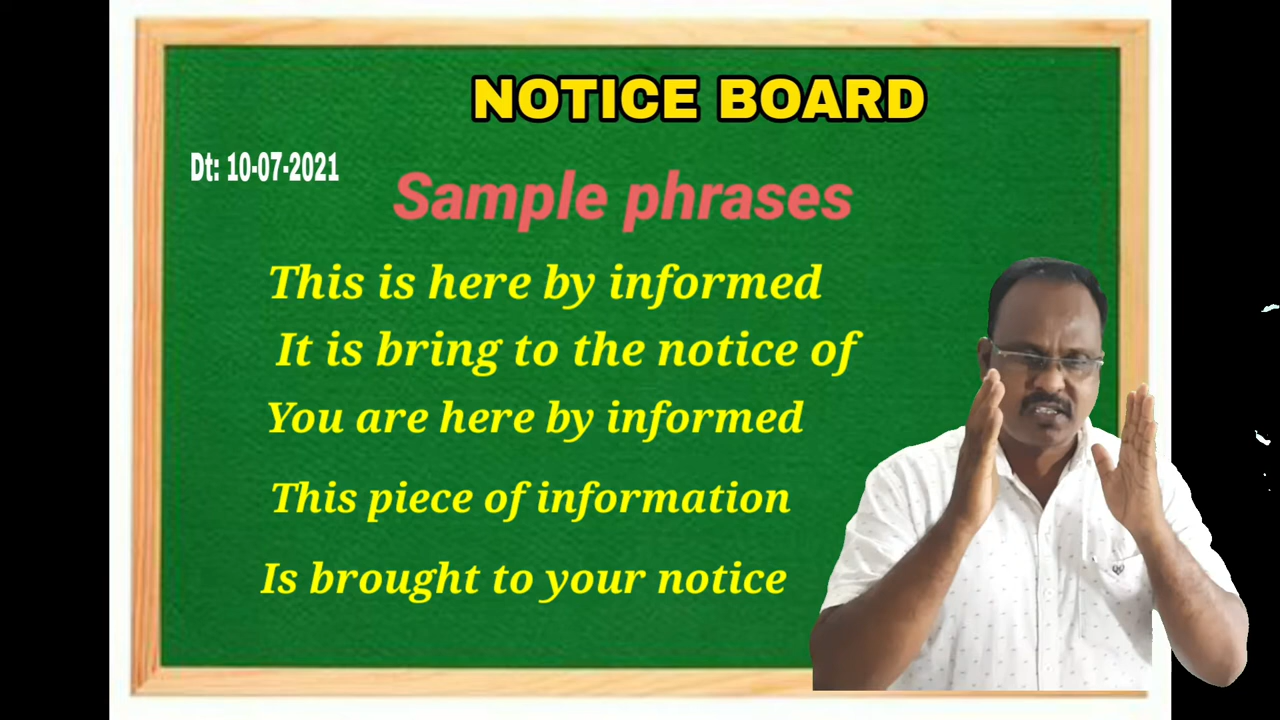 NOTICE BOARD
Dt: 10-07-2021
Sample phrases
This is here by informed
It is bring to the notice of
You are here by informed
This piece of information
Is brought to your notice